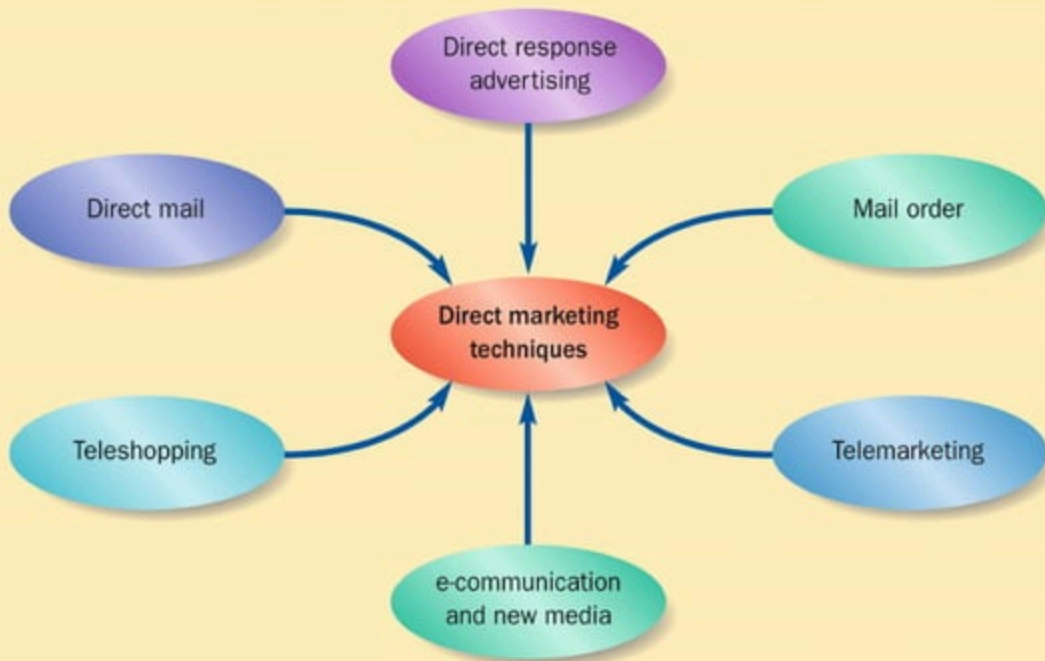 Direct response
advertising
Direct mail
Mail order
Direct marketing
techniques
Teleshopping
Telemarketing
e-communication
and new media